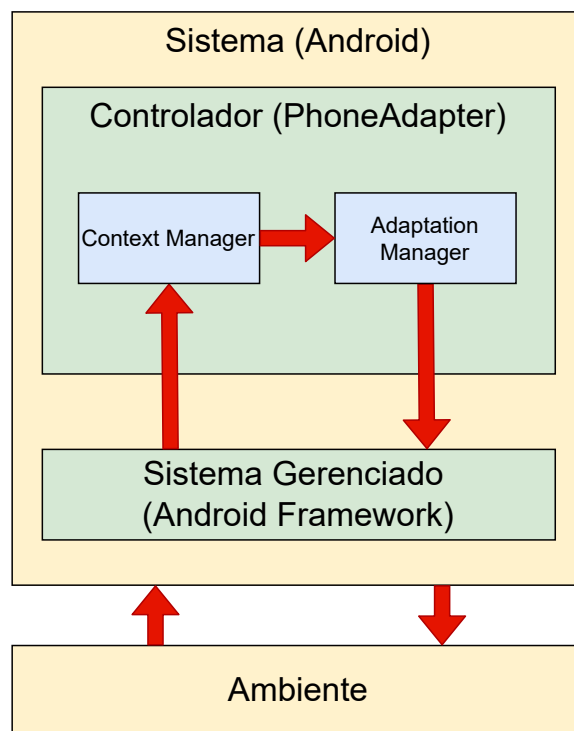 Sistema (Android)
Controlador (PhoneAdapter)
Context Manager
Adaptation
Manager
Sistema Gerenciado
(Android Framework)
Ambiente